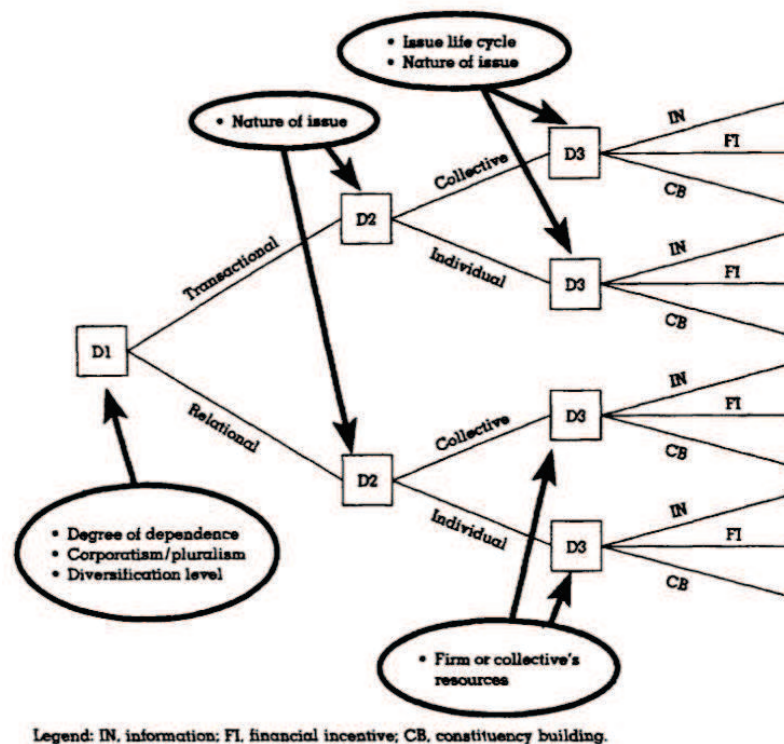 • Issue life cycle
• Nature of issue
• Nature of issue
IN
FI
CB
D3
Collective
D2
Individual
IN
FI
CB
D3
Transactional
D1
Relational
IN
FI
CB
D3
Collective
D2
Individual
IN
FI
CB
D3
• Degree of dependence
• Corporatism/pluralism
• Diversification level
• Firm or collective's
resources
Legend: IN, information; FI, financial incentive; CB, constituency building.